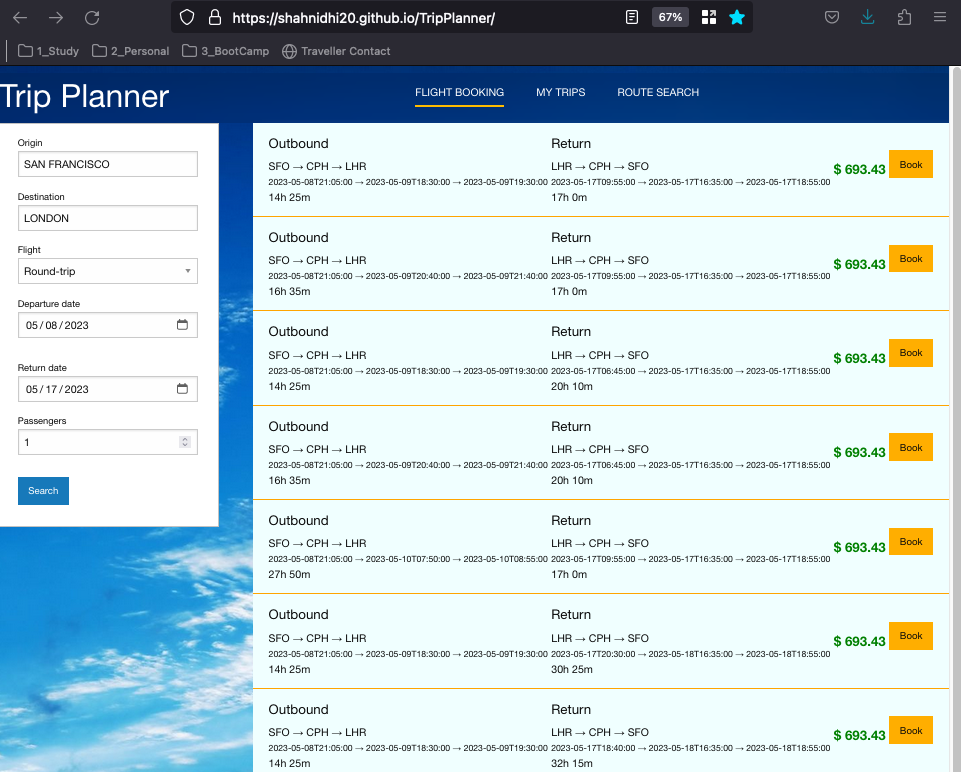 https://shahnidhi20.github.io/TripPlanner/
67%
1_Study 2_Personal 3_BootCamp Traveller Contact
Trip Planner
FLIGHT BOOKING MY TRIPS ROUTE SEARCH
Origin
SAN FRANCISCO
Destination
LONDON
Flight
Round-trip
Departure date
05 / 08 / 2023
Return date
05 / 17 / 2023
Passengers
1
Search
Outbound Return
SFO → CPH → LHR LHR → CPH → SFO
2023-05-08T21:05:00 → 2023-05-09T18:30:00 → 2023-05-09T19:30:00 2023-05-17T09:55:00 → 2023-05-17T16:35:00 → 2023-05-17T18:55:00
14h 25m 17h 0m
$ 693.43 Book
Outbound Return
SFO → CPH → LHR LHR → CPH → SFO
2023-05-08T21:05:00 → 2023-05-09T20:40:00 → 2023-05-09T21:40:00 2023-05-17T09:55:00 → 2023-05-17T16:35:00 → 2023-05-17T18:55:00
16h 35m 17h 0m
$ 693.43 Book
Outbound Return
SFO → CPH → LHR LHR → CPH → SFO
2023-05-08T21:05:00 → 2023-05-09T18:30:00 → 2023-05-09T19:30:00 2023-05-17T06:45:00 → 2023-05-17T16:35:00 → 2023-05-17T18:55:00
14h 25m 20h 10m
$ 693.43 Book
Outbound Return
SFO → CPH → LHR LHR → CPH → SFO
2023-05-08T21:05:00 → 2023-05-09T20:40:00 → 2023-05-09T21:40:00 2023-05-17T06:45:00 → 2023-05-17T16:35:00 → 2023-05-17T18:55:00
16h 35m 20h 10m
$ 693.43 Book
Outbound Return
SFO → CPH → LHR LHR → CPH → SFO
2023-05-08T21:05:00 → 2023-05-10T07:50:00 → 2023-05-10T08:55:00 2023-05-17T09:55:00 → 2023-05-17T16:35:00 → 2023-05-17T18:55:00
27h 50m 17h 0m
$ 693.43 Book
Outbound Return
SFO → CPH → LHR LHR → CPH → SFO
2023-05-08T21:05:00 → 2023-05-09T18:30:00 → 2023-05-09T19:30:00 2023-05-17T20:30:00 → 2023-05-18T16:35:00 → 2023-05-18T18:55:00
14h 25m 30h 25m
$ 693.43 Book
Outbound Return
SFO → CPH → LHR LHR → CPH → SFO
2023-05-08T21:05:00 → 2023-05-09T18:30:00 → 2023-05-09T19:30:00 2023-05-17T18:40:00 → 2023-05-18T16:35:00 → 2023-05-18T18:55:00
14h 25m 32h 15m
$ 693.43 Book